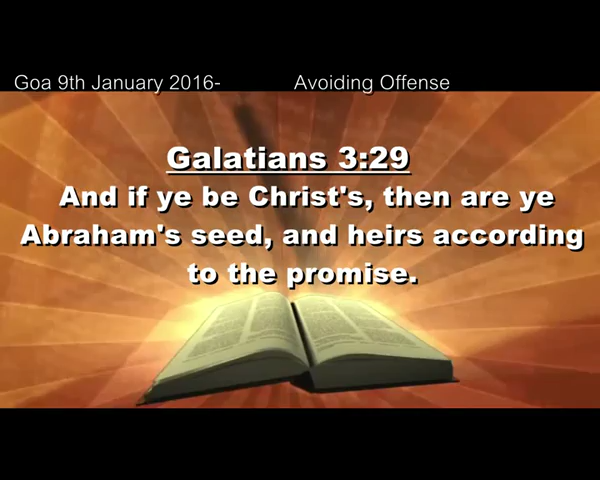 Goa 9th January 2016- Avoiding Offense
Galatians 3:29
And if ye be Christ's, then are ye
Abraham's seed, and heirs according
to the promise.